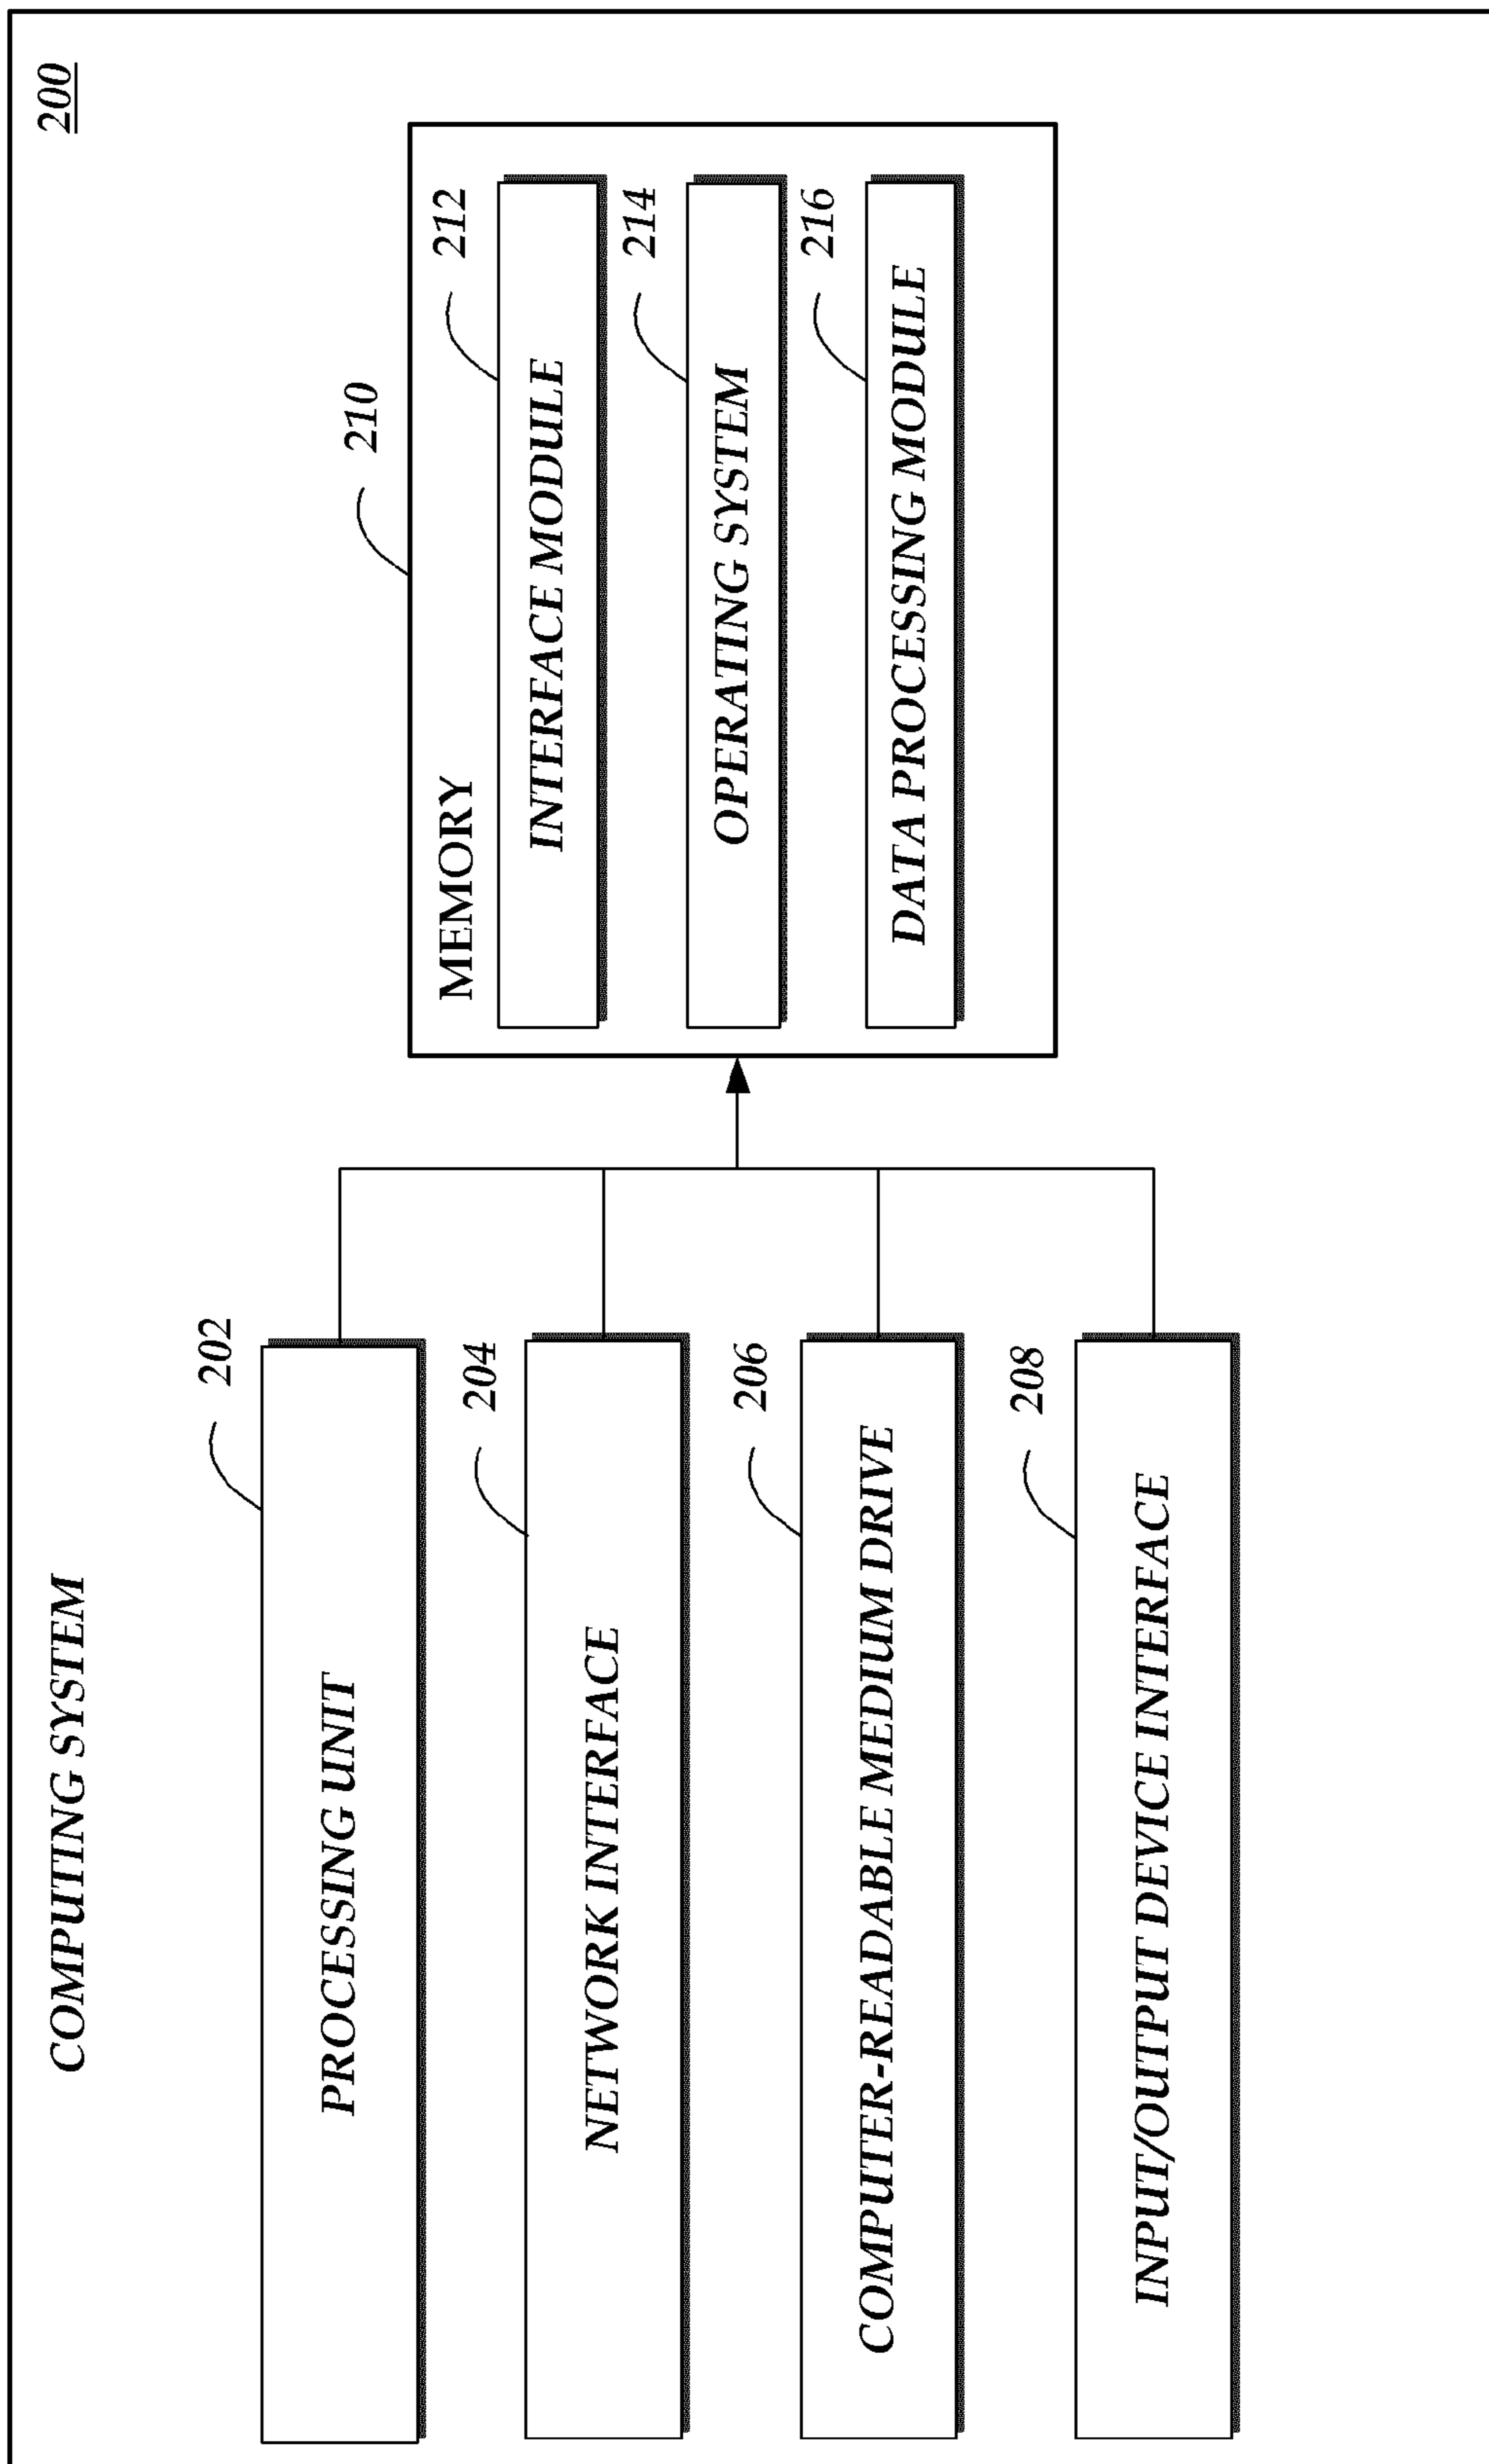 COMPUTING SYSTEM
200
202
PROCESSING UNIT
204
NETWORK INTERFACE
206
COMPUTER-READABLE MEDIUM DRIVE
208
INPUT/OUTPUT DEVICE INTERFACE
210
MEMORY
212
INTERFACE MODULE
214
OPERATING SYSTEM
216
DATA PROCESSING MODULE